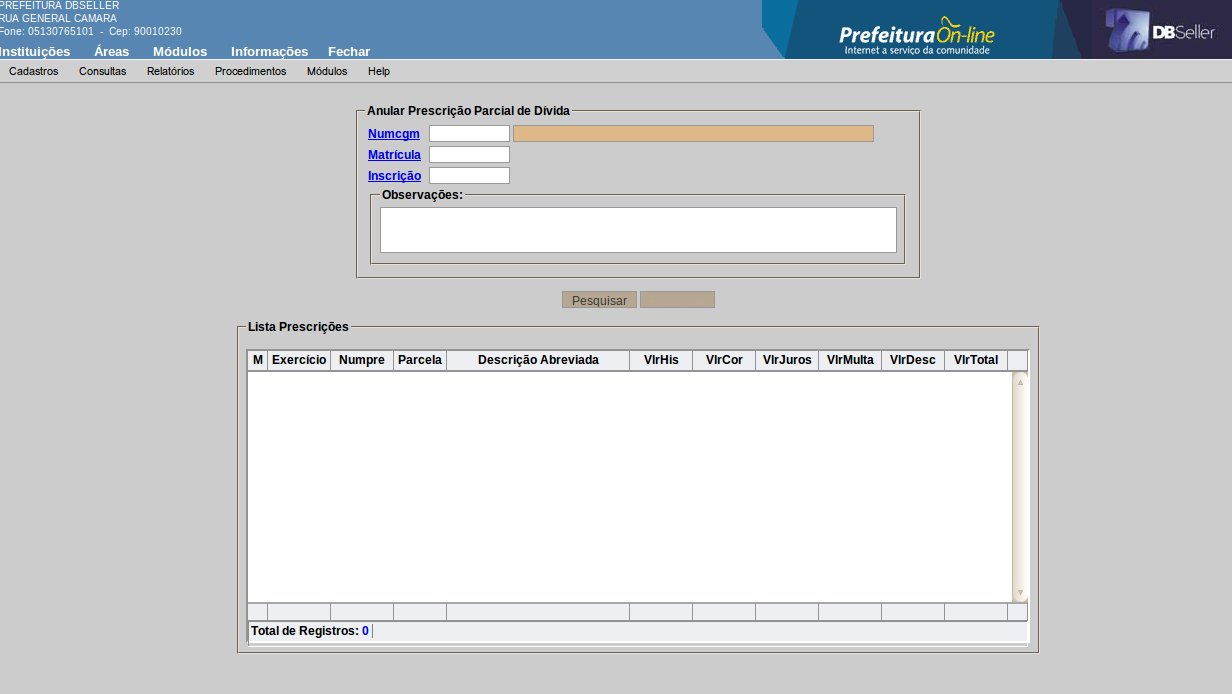 PREFEITURA DBSELLER
RUA GENERAL CAMARA
Fone: 05130765101 - Cep: 90010230
Instituições Áreas Módulos Informações Fechar
Prefeitura On-line
Internet a serviço da comunidade
DBSeller
Cadastros Consultas Relatórios Procedimentos Módulos Help
Anular Prescrição Parcial de Dívida
Numcgm
Matrícula
Inscrição
Observações:
Pesquisar
Lista Prescrições
M Exercício Numpre Parcela Descrição Abreviada VlrHis VlrCor VlrJuros VlrMulta VlrDesc VlrTotal
Total de Registros: 0